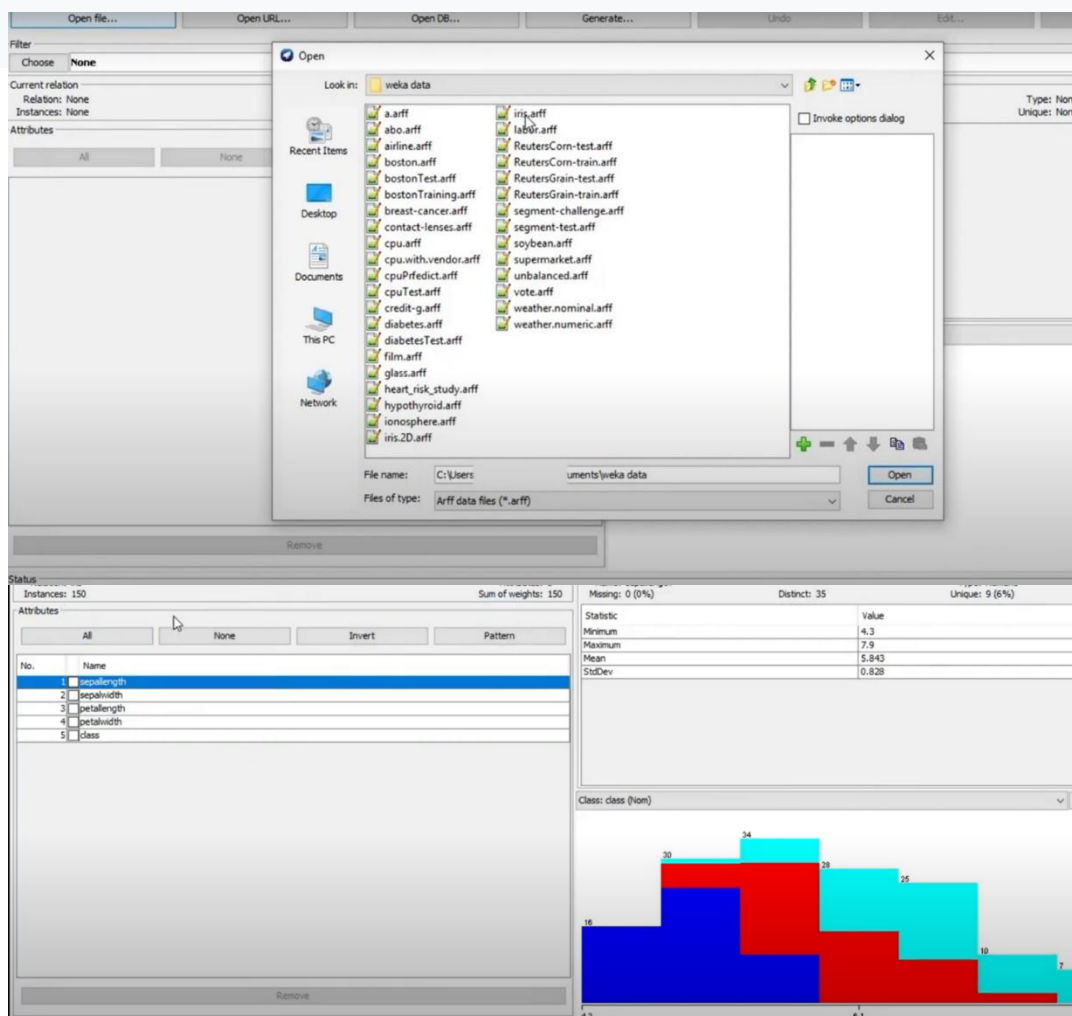 Open file... Open URL... Open DB... Generate... Undo Edit...
Filter
Choose None
Current relation
Relation: None
Instances: None
Type: Non
Unique: Non
Attributes
All None
Remove
Status
Open
Look in: weka data
Invoke options dialog
Recent Items
Desktop
Documents
This PC
Network
a.arff
abo.arff
airline.arff
boston.arff
bostonTest.arff
bostonTraining.arff
breast-cancer.arff
contact-lenses.arff
cpu.arff
cpu.with.vendor.arff
cpuPrfedict.arff
cpuTest.arff
credit-g.arff
diabetes.arff
diabetesTest.arff
film.arff
glass.arff
heart_risk_study.arff
hypothyroid.arff
ionosphere.arff
iris.2D.arff
iris.arff
labor.arff
ReutersCorn-test.arff
ReutersCorn-train.arff
ReutersGrain-test.arff
ReutersGrain-train.arff
segment-challenge.arff
segment-test.arff
soybean.arff
supermarket.arff
unbalanced.arff
vote.arff
weather.nominal.arff
weather.numeric.arff
File name: C:\Users uments\weka data
Open
Files of type: Arff data files (*.arff)
Cancel
Instances: 150 Sum of weights: 150
Attributes
All None Invert Pattern
No. Name
1 sepallength
2 sepalwidth
3 petallength
4 petalwidth
5 class
Remove
Missing: 0 (0%) Distinct: 35 Unique: 9 (6%)
Statistic Value
Minimum 4.3
Maximum 7.9
Mean 5.843
StdDev 0.828
Class: class (Nom)
16
30
34
28
25
10
7